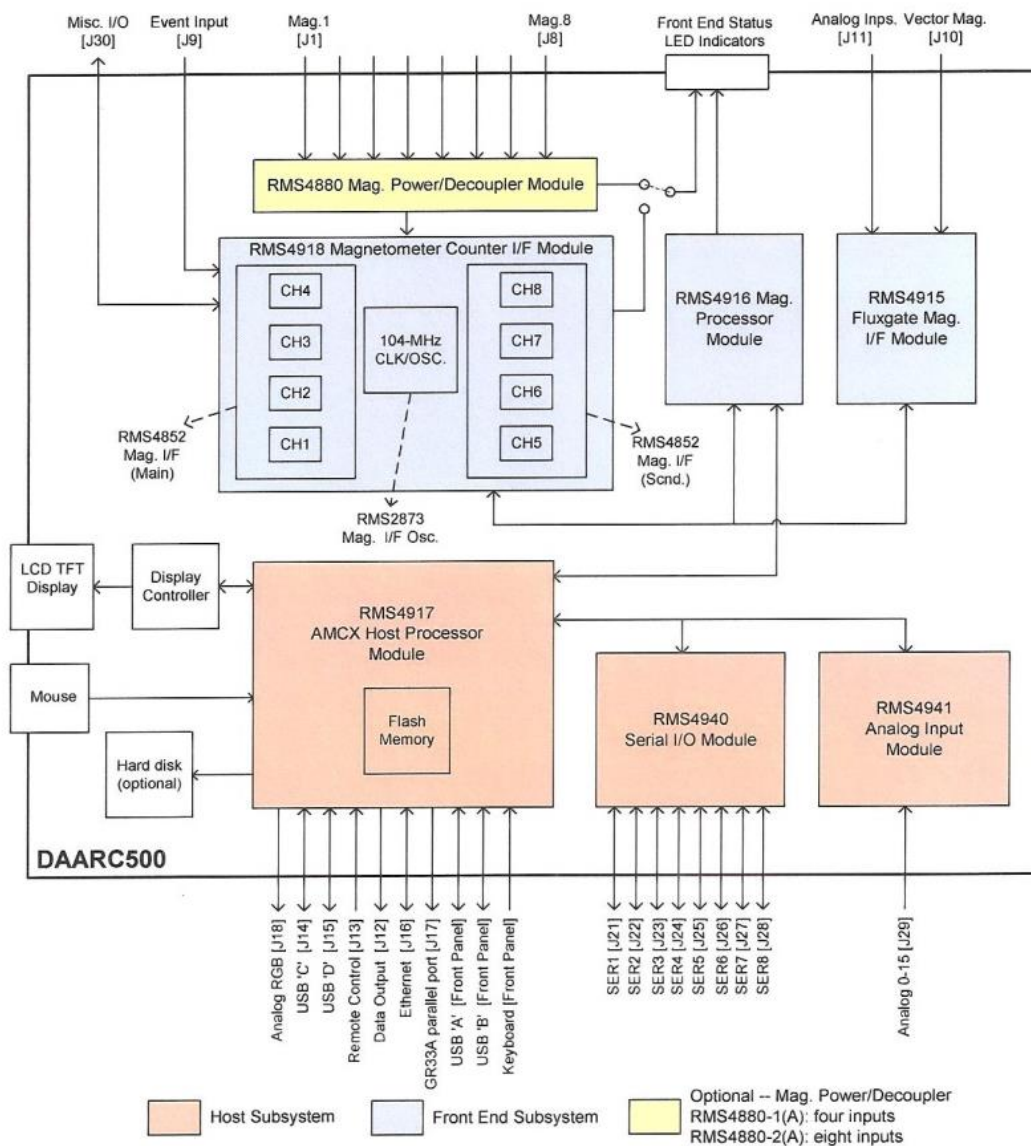 Misc. I/O
[J30]
Event Input
[J9]
Mag.1
[J1]
Mag.8
[J8]
Front End Status
LED Indicators
Analog Inps.
[J11]
Vector Mag.
[J10]
RMS4880 Mag. Power/Decoupler Module
RMS4918 Magnetometer Counter I/F Module
CH4
CH3
CH2
CH1
104-MHz
CLK/OSC.
CH8
CH7
CH6
CH5
RMS4916 Mag.
Processor
Module
RMS4915
Fluxgate Mag.
I/F Module
RMS4852
Mag. I/F
(Main)
RMS2873
Mag. I/F Osc.
RMS4852
Mag. I/F
(Scnd.)
LCD TFT
Display
Display
Controller
Mouse
Hard disk
(optional)
RMS4917
AMCX Host Processor
Module
Flash
Memory
RMS4940
Serial I/O Module
RMS4941
Analog Input
Module
DAARC500
Analog RGB [J18]
USB 'C' [J14]
USB 'D' [J15]
Remote Control [J13]
Data Output [J12]
Ethernet [J16]
GR33A parallel port [J17]
USB 'A' [Front Panel]
USB 'B' [Front Panel]
Keyboard [Front Panel]
SER1 [J21]
SER2 [J22]
SER3 [J23]
SER4 [J24]
SER5 [J25]
SER6 [J26]
SER7 [J27]
SER8 [J28]
Analog 0-15 [J29]
Host Subsystem
Front End Subsystem
Optional -- Mag. Power/Decoupler
RMS4880-1(A): four inputs
RMS4880-2(A): eight inputs